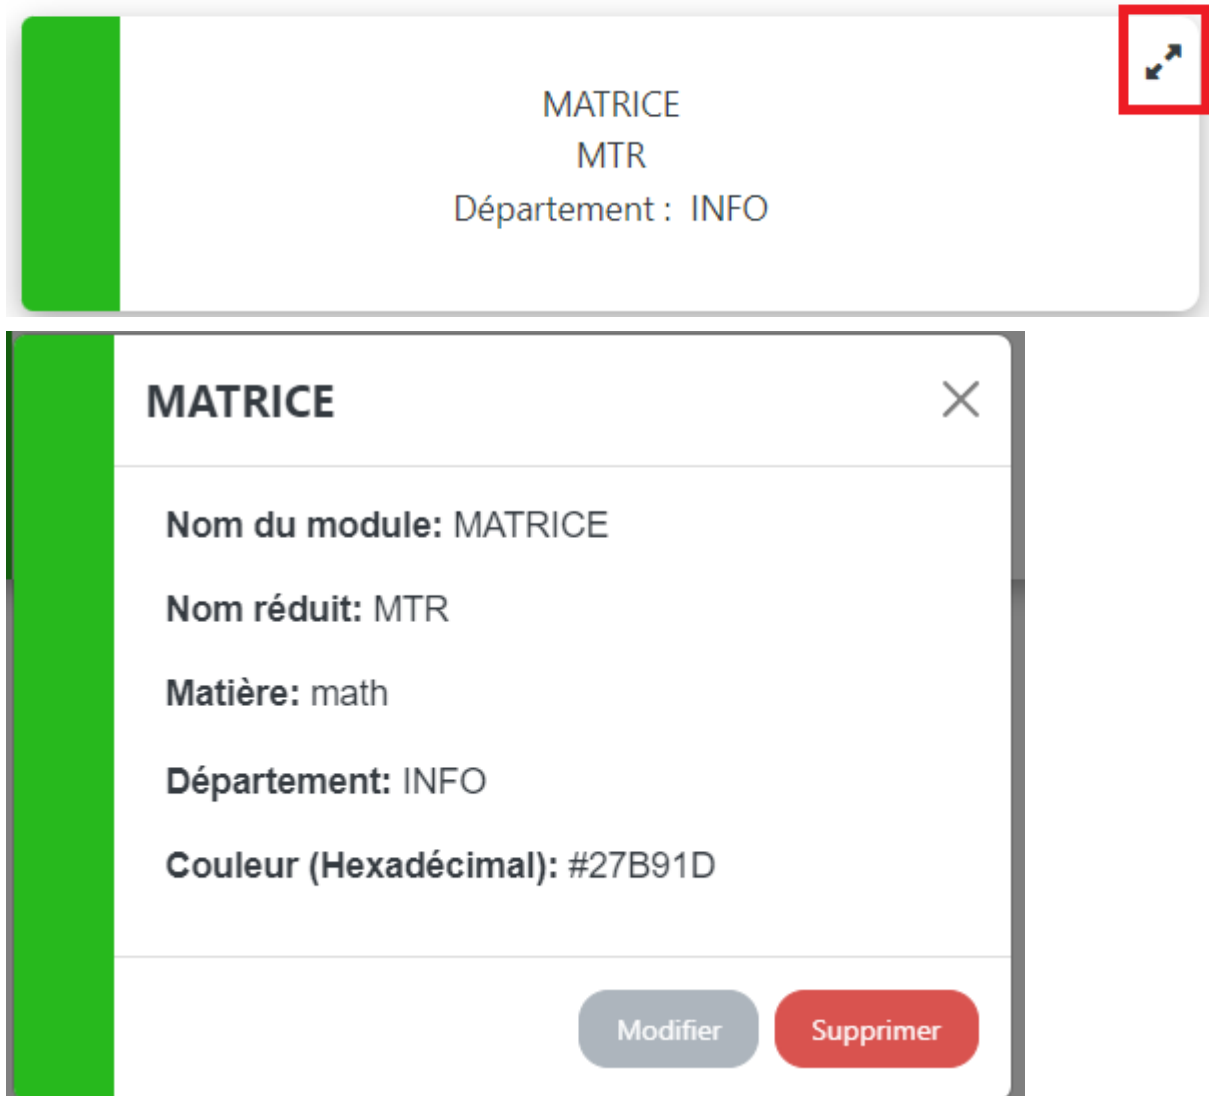 MATRICE
MTR
Département : INFO
MATRICE
Nom du module: MATRICE
Nom réduit: MTR
Matière: math
Département: INFO
Couleur (Hexadécimal): #27B91D
Modifier Supprimer